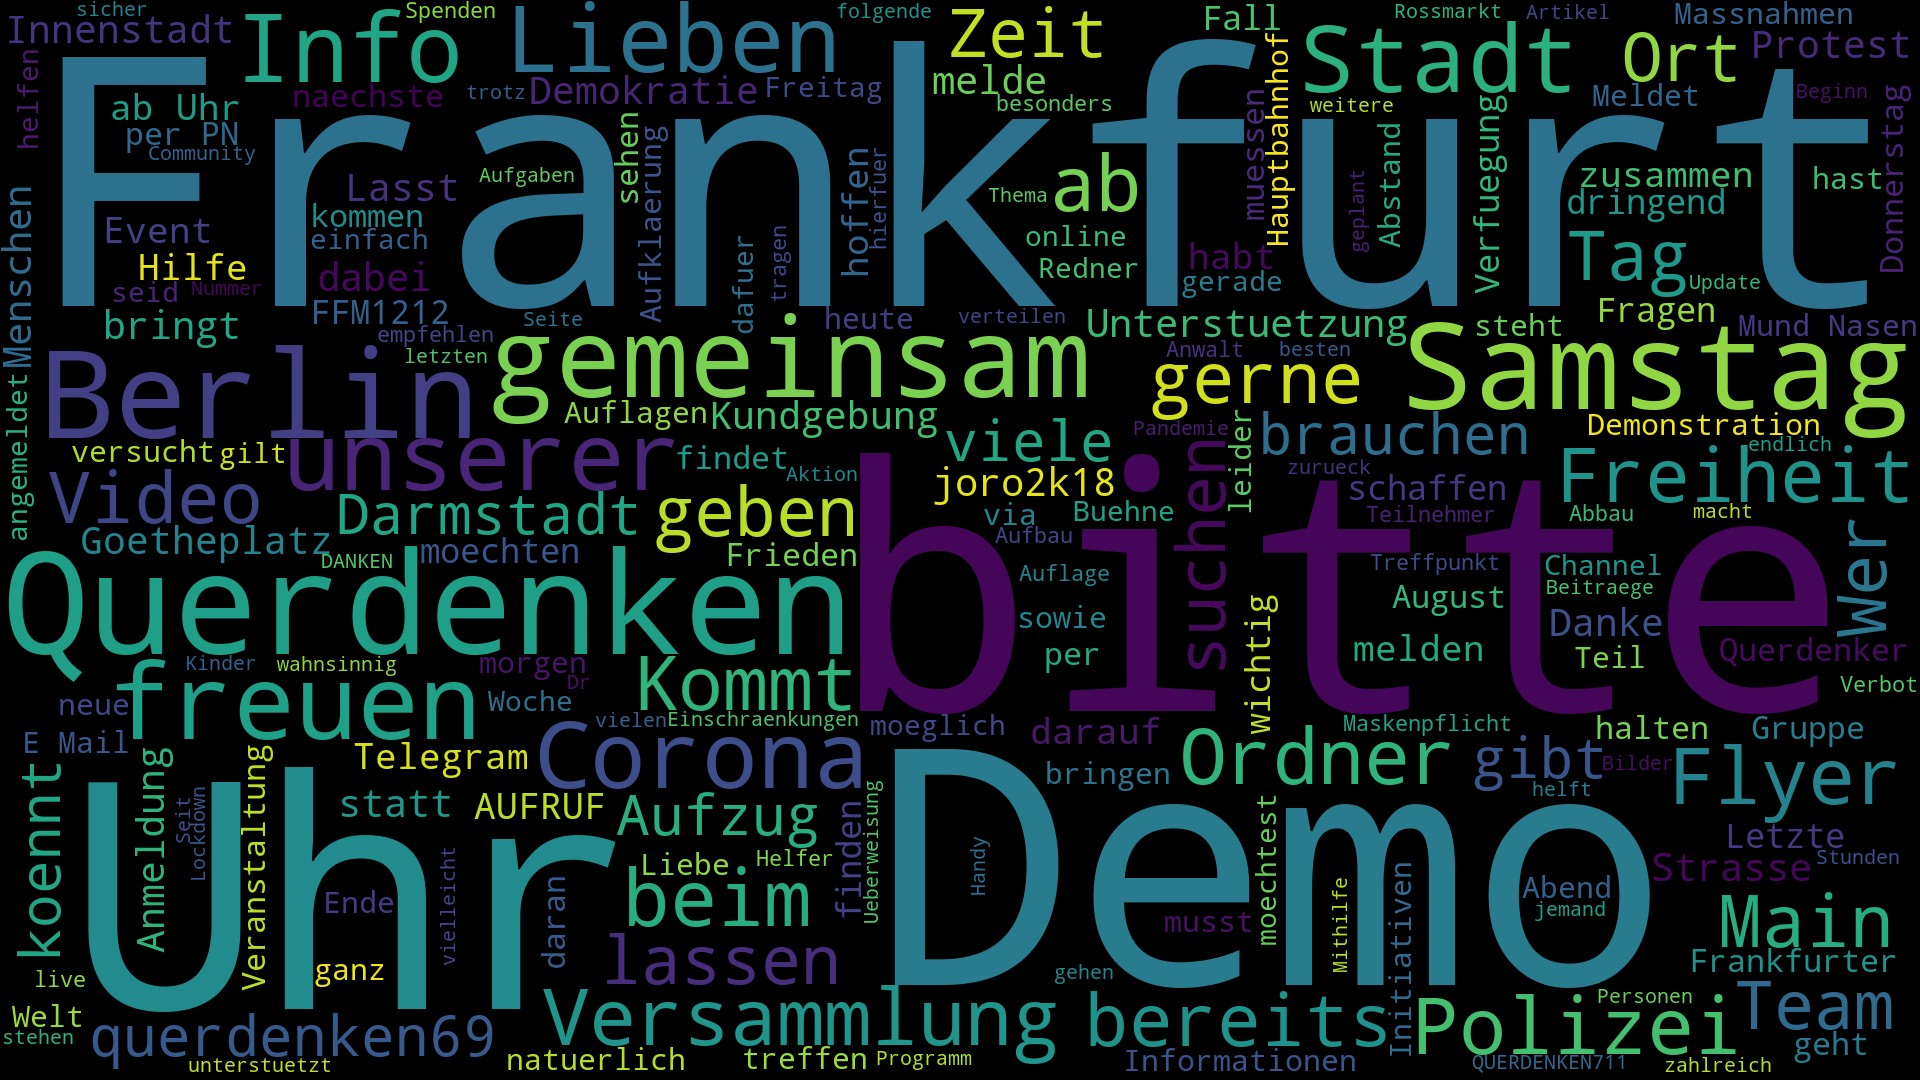 sicher
Spenden
Lieben
folgende
Zeit
Fall
Rossmarkt
Artikel
Massnahmen
Innenstadt
Info
Stadt
Ort
Protest
helfen
Frankfurt
ab Uhr
naechste
trotz
Demokratie
Freitag
melde
besonders
Hauptbahnhof
weitere
Meldet
Beginn
per PN
Community
Lasst
Aufgaben
sehen
Aufklaerung
hoffen
hierfuer
Thema
ab
muessen
geplant
Abstand
Verfuegung
zusammen
hast
Donnerstag
Menschen
Event
kommen
einfach
dafuer
tragen
online
Redner
habt
gerade
dringend
Tag
Update
Hilfe
seid
Nummer
dabei
bringt
FFM1212
empfehlen
letzten
Seite
heute
verteilen
Unterstuetzung
steht
Fragen
Mund Nasen
angemeldet
Berlin
gemeinsam
Anwalt
besten
gerne
Samstag
Auflagen
Kundgebung
viele
leider
Pandemie
brauchen
Demonstration
endlich
versucht
gilt
unserer
findet
Aktion
joro2k18
suchen
zurueck
schaffen
Freiheit
Video
Darmstadt
geben
via
Buehne
Teilnehmer
Abbau
macht
Goetheplatz
DANKEN
moechten
Frieden
bitte
Aufbau
Auflage
Treffpunkt
Channel
Beitraege
Wer
Querdenken
sowie
wichtig
August
Danke
per
melden
Teil
Querdenker
Kinder
wahnsinnig
morgen
Dr
Kommt
Verbot
freuen
Woche
neue
vielen
Einschraenkungen
moeglich
darauf
Maskenpflicht
halten
Gruppe
E Mail
Telegram
Corona
Ordner
gibt
Bilder
Flyer
koennt
Anmeldung
Seit
Lockdown
Veranstaltung
Uhr
statt
AUFRUF
Aufzug
finden
Ueberweisung
Demo
bringen
helft
Letzte
Liebe
Helfer
Handy
moechtest
Strasse
Stunden
Ende
vielleicht
daran
beim
musst
Mithilfe
Initiativen
Abend
jemand
Main
live
ganz
lassen
gehen
Frankfurter
Welt
stehen
querdenken69
Versammlung
bereits
Polizei
Personen
Team
unterstuetzt
natuerlich
treffen
Programm
Informationen
QUERDENKEN711
zahlreich
geht